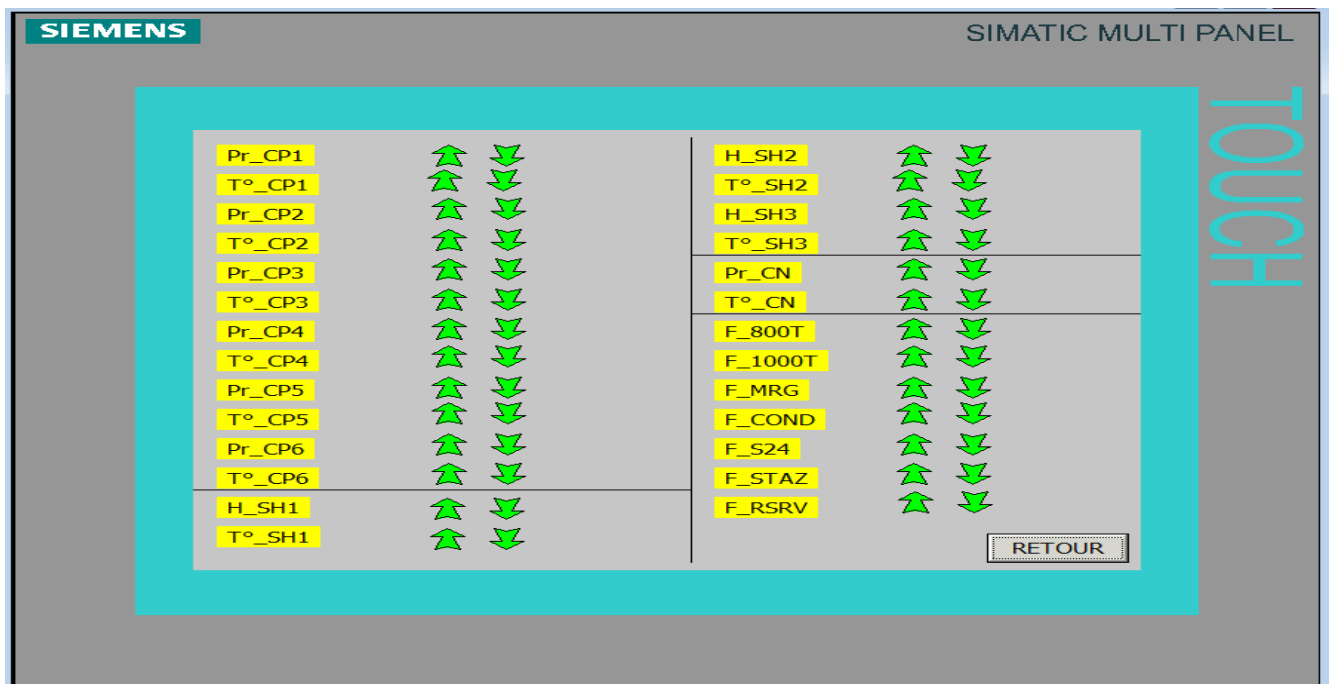 SIEMENS
SIMATIC MULTI PANEL
TOUCH
Pr_CP1
T°_CP1
Pr_CP2
T°_CP2
Pr_CP3
T°_CP3
Pr_CP4
T°_CP4
Pr_CP5
T°_CP5
Pr_CP6
T°_CP6
H_SH1
T°_SH1
H_SH2
T°_SH2
H_SH3
T°_SH3
Pr_CN
T°_CN
F_800T
F_1000T
F_MRG
F_COND
F_S24
F_STAZ
F_RSRV
RETOUR